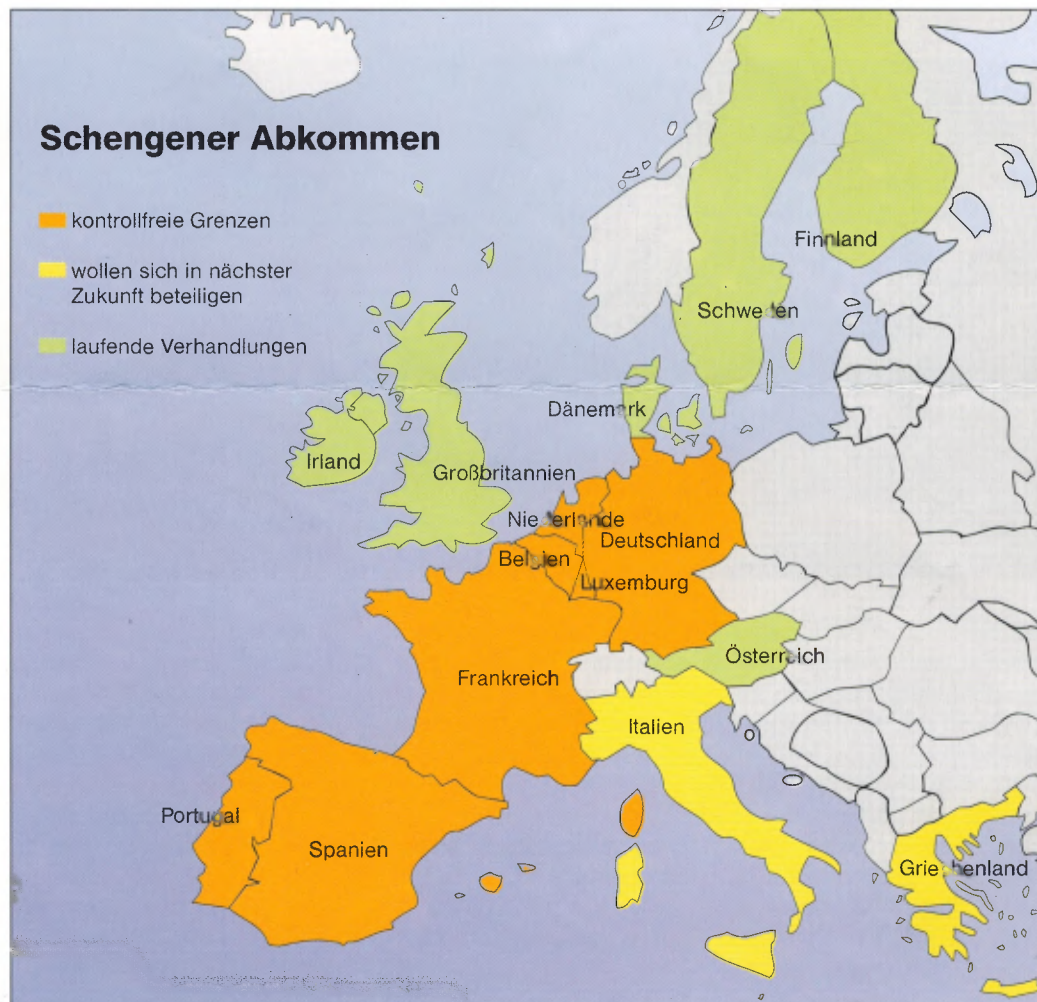 Schengener Abkommen
kontrollfreie Grenzen
wollen sich in nächster
Zukunft beteiligen
laufende Verhandlungen
Finnland
Schweden
Dänemark
Irland
Großbritannien
Niederlande
Deutschland
Belgien
Luxemburg
Österreich
Frankreich
Italien
Portugal
Spanien
Griechenland